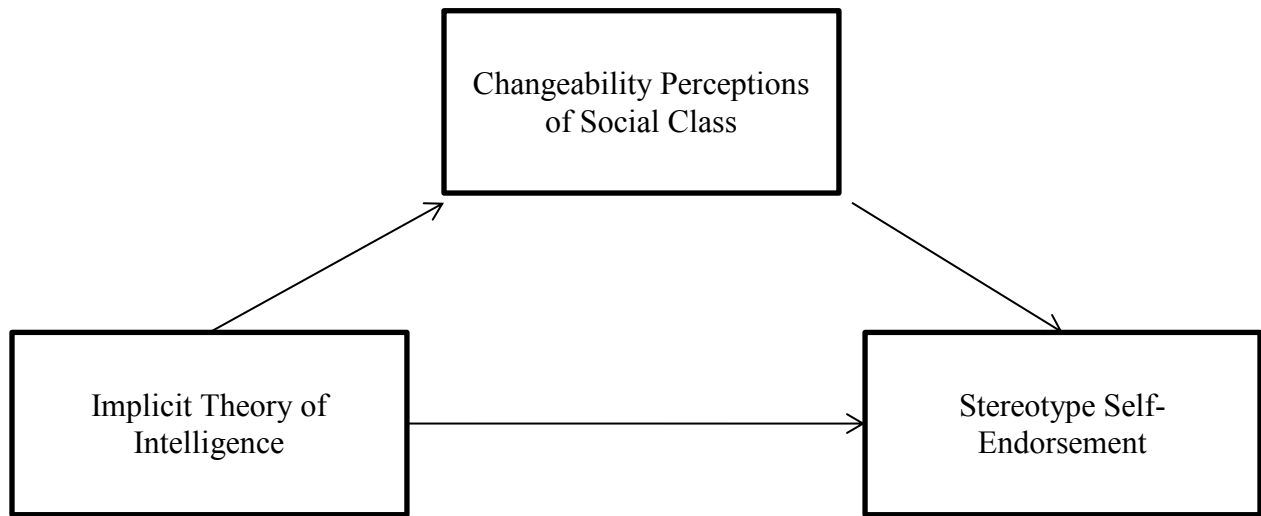 Changeability Perceptions
of Social Class
Implicit Theory of
Intelligence
Stereotype Self-
Endorsement